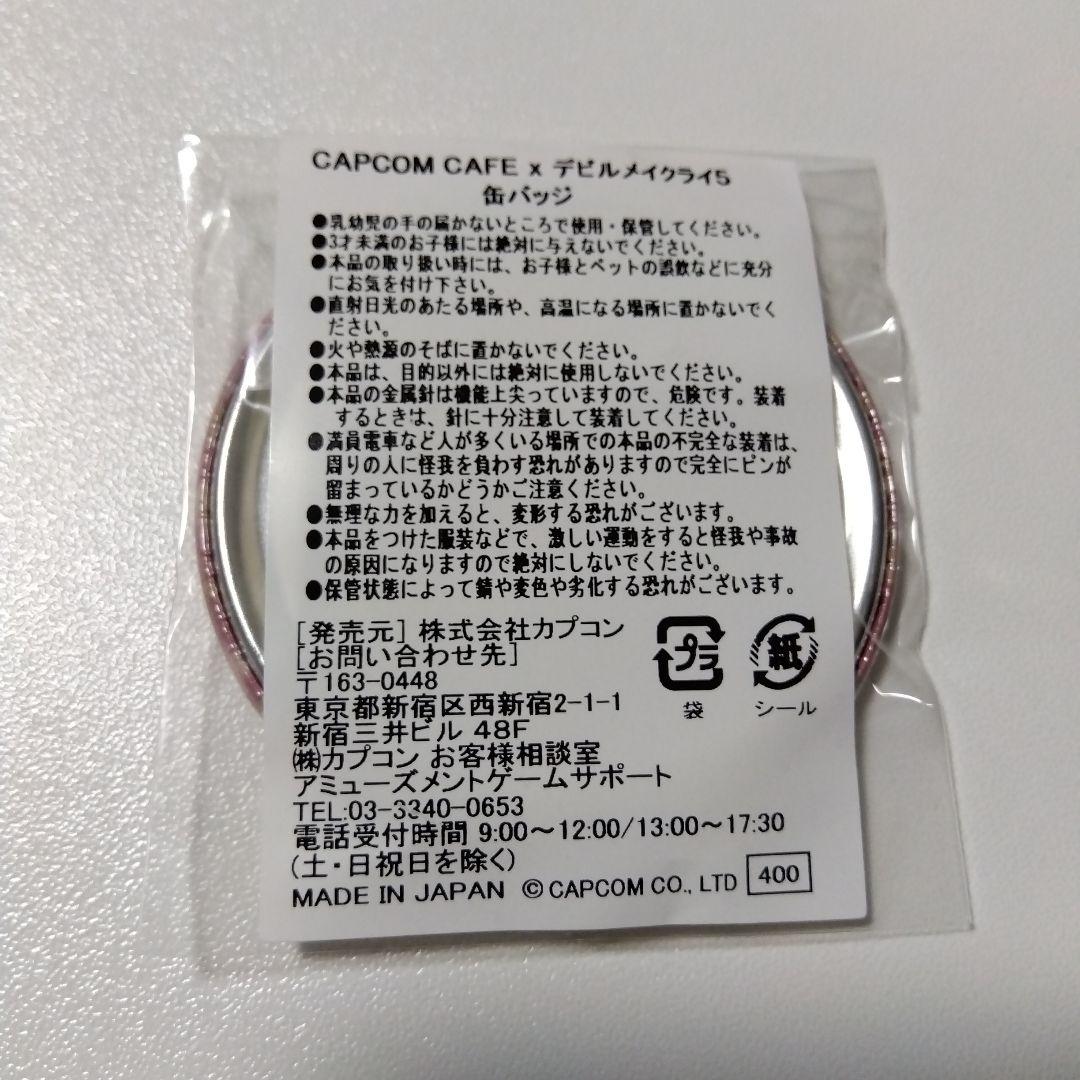 CAPCOM CAFE x デビルメイクライ5
缶バッジ
●乳幼児の手の届かないところで使用・保管してください。
●3才未満のお子様には絶対に与えないでください。
●本品の取り扱い時には、お子様とペットの誤飲などに充分
にお気を付け下さい。
●直射日光のあたる場所や、高温になる場所に置かないでく
ださい。
●火や熱源のそばに置かないでください。
●本品は、目的以外には絶対に使用しないでください。
●本品の金属針は機能上尖っていますので、危険です。装着
するときは、針に十分注意して装着してください。
●満員電車など人が多くいる場所での本品の不完全な装着は、
周りの人に怪我を負わす恐れがありますので完全にピンが
留まっているかどうかご注意ください。
●無理な力を加えると、変形する恐れがございます。
●本品をつけた服装などで、激しい運動をすると怪我や事故
の原因になりますので絶対にしないでください。
●保管状態によって錆や変色や劣化する恐れがございます。
[発売元] 株式会社カプコン
[お問い合わせ先]
〒163-0448
東京都新宿区西新宿2-1-1
新宿三井ビル 48F
㈱カプコン お客様相談室
アミューズメントゲームサポート
TEL:03-3340-0653
電話受付時間 9:00～12:00/13:00～17:30
(土・日祝日を除く)
MADE IN JAPAN ©CAPCOM CO., LTD 400
プラ 紙
袋 シール